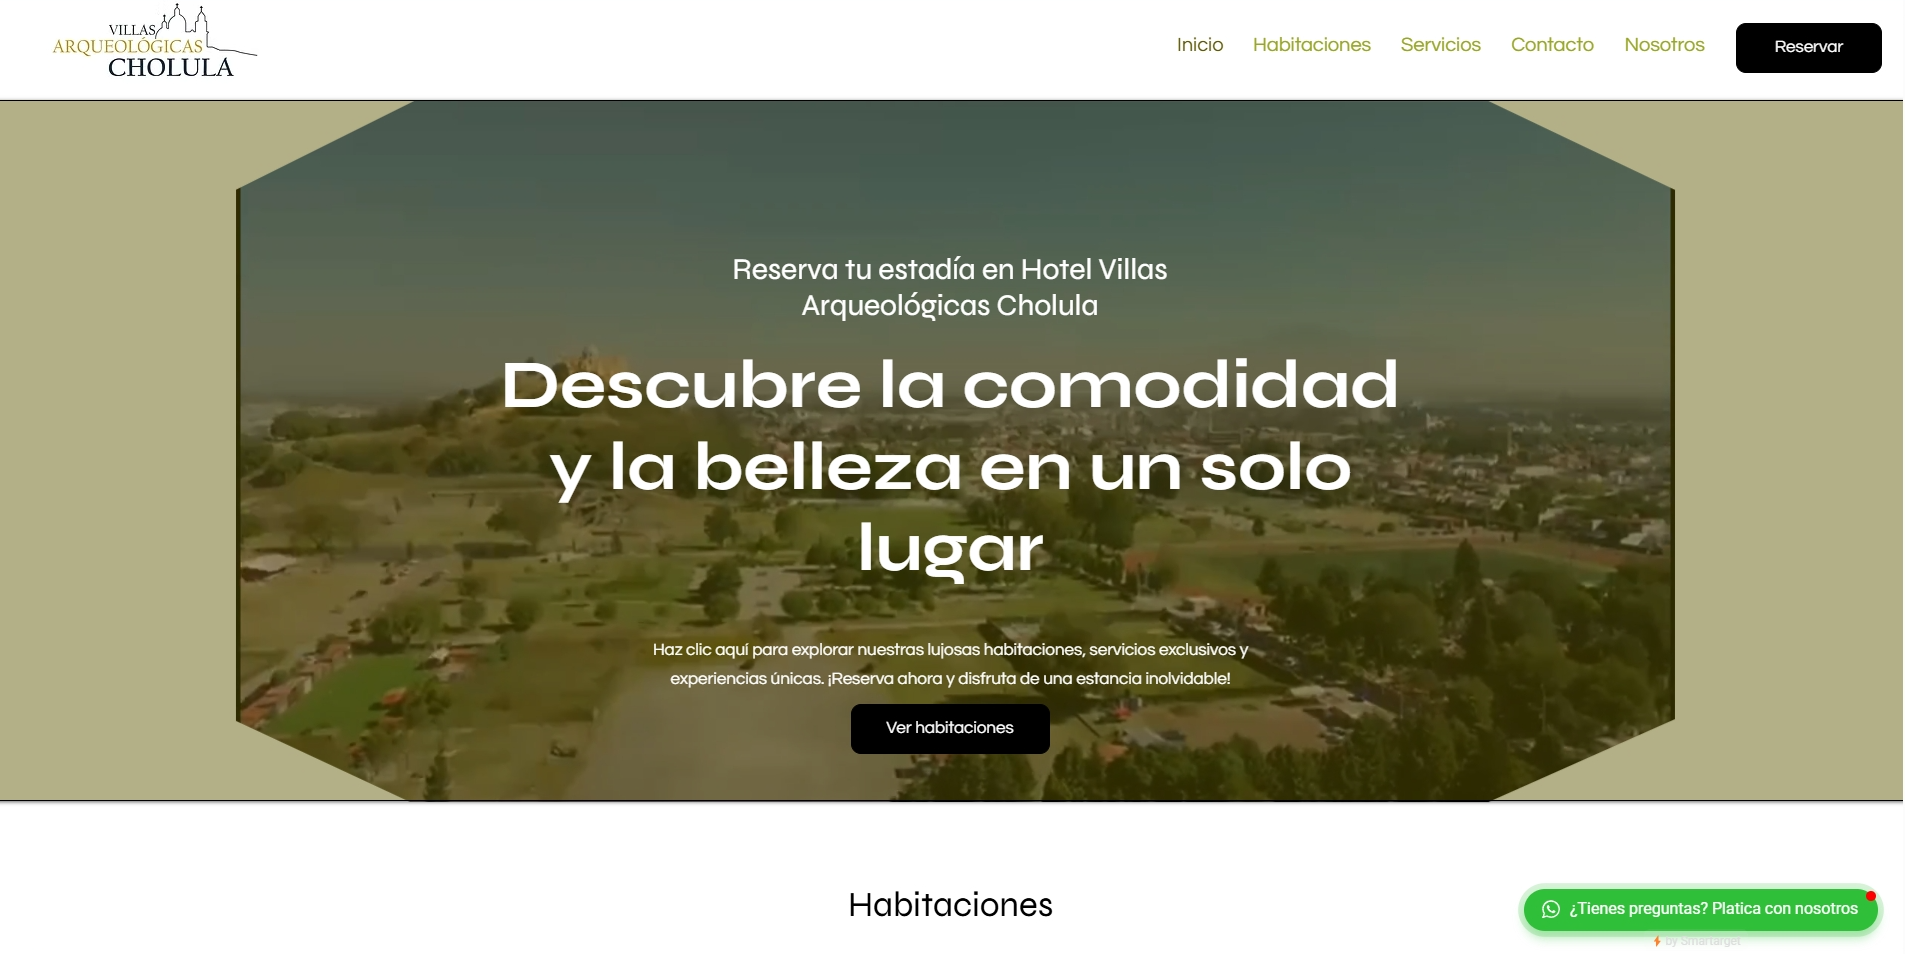 VILLAS
ARQUEOLÓGICAS
CHOLULA
Inicio
Habitaciones
Servicios
Contacto
Nosotros
Reservar
Reserva tu estadía en Hotel Villas
Arqueológicas Cholula
Descubre la comodidad
y la belleza en un solo
lugar
Haz clic aquí para explorar nuestras lujosas habitaciones, servicios exclusivos y
experiencias únicas. ¡Reserva ahora y disfruta de una estancia inolvidable!
Ver habitaciones
Habitaciones
¿Tienes preguntas? Platica con nosotros
by Smartarget